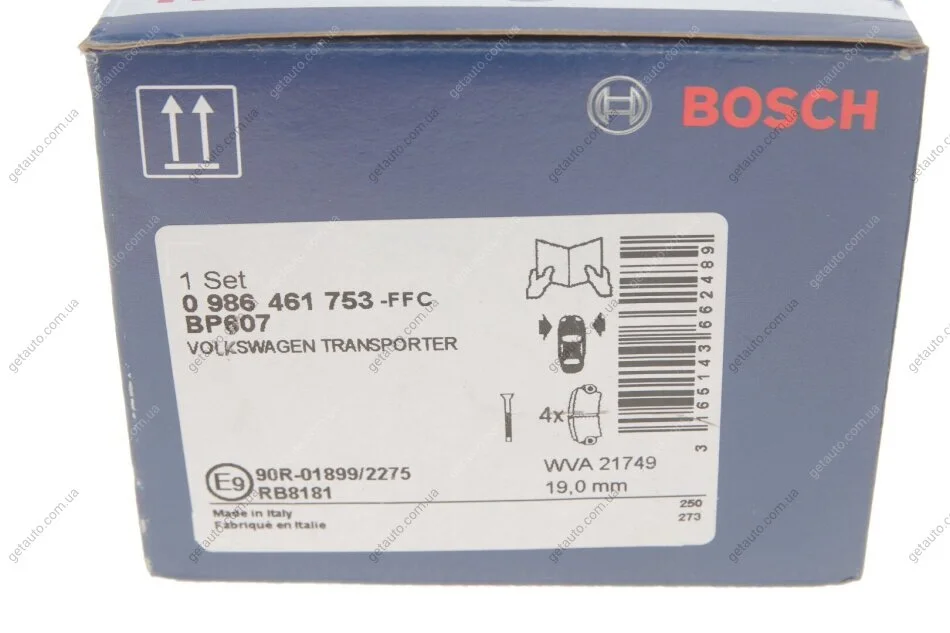 BOSCH
1 Set
0 986 461 753 -FFC
BP607
VOLKSWAGEN TRANSPORTER
4x
3 165143 662489
WVA 21749
19,0 mm
E9
90R-01899/2275
RB8181
Made in Italy
Fabriqué en Italie
250
273
getauto.com.ua